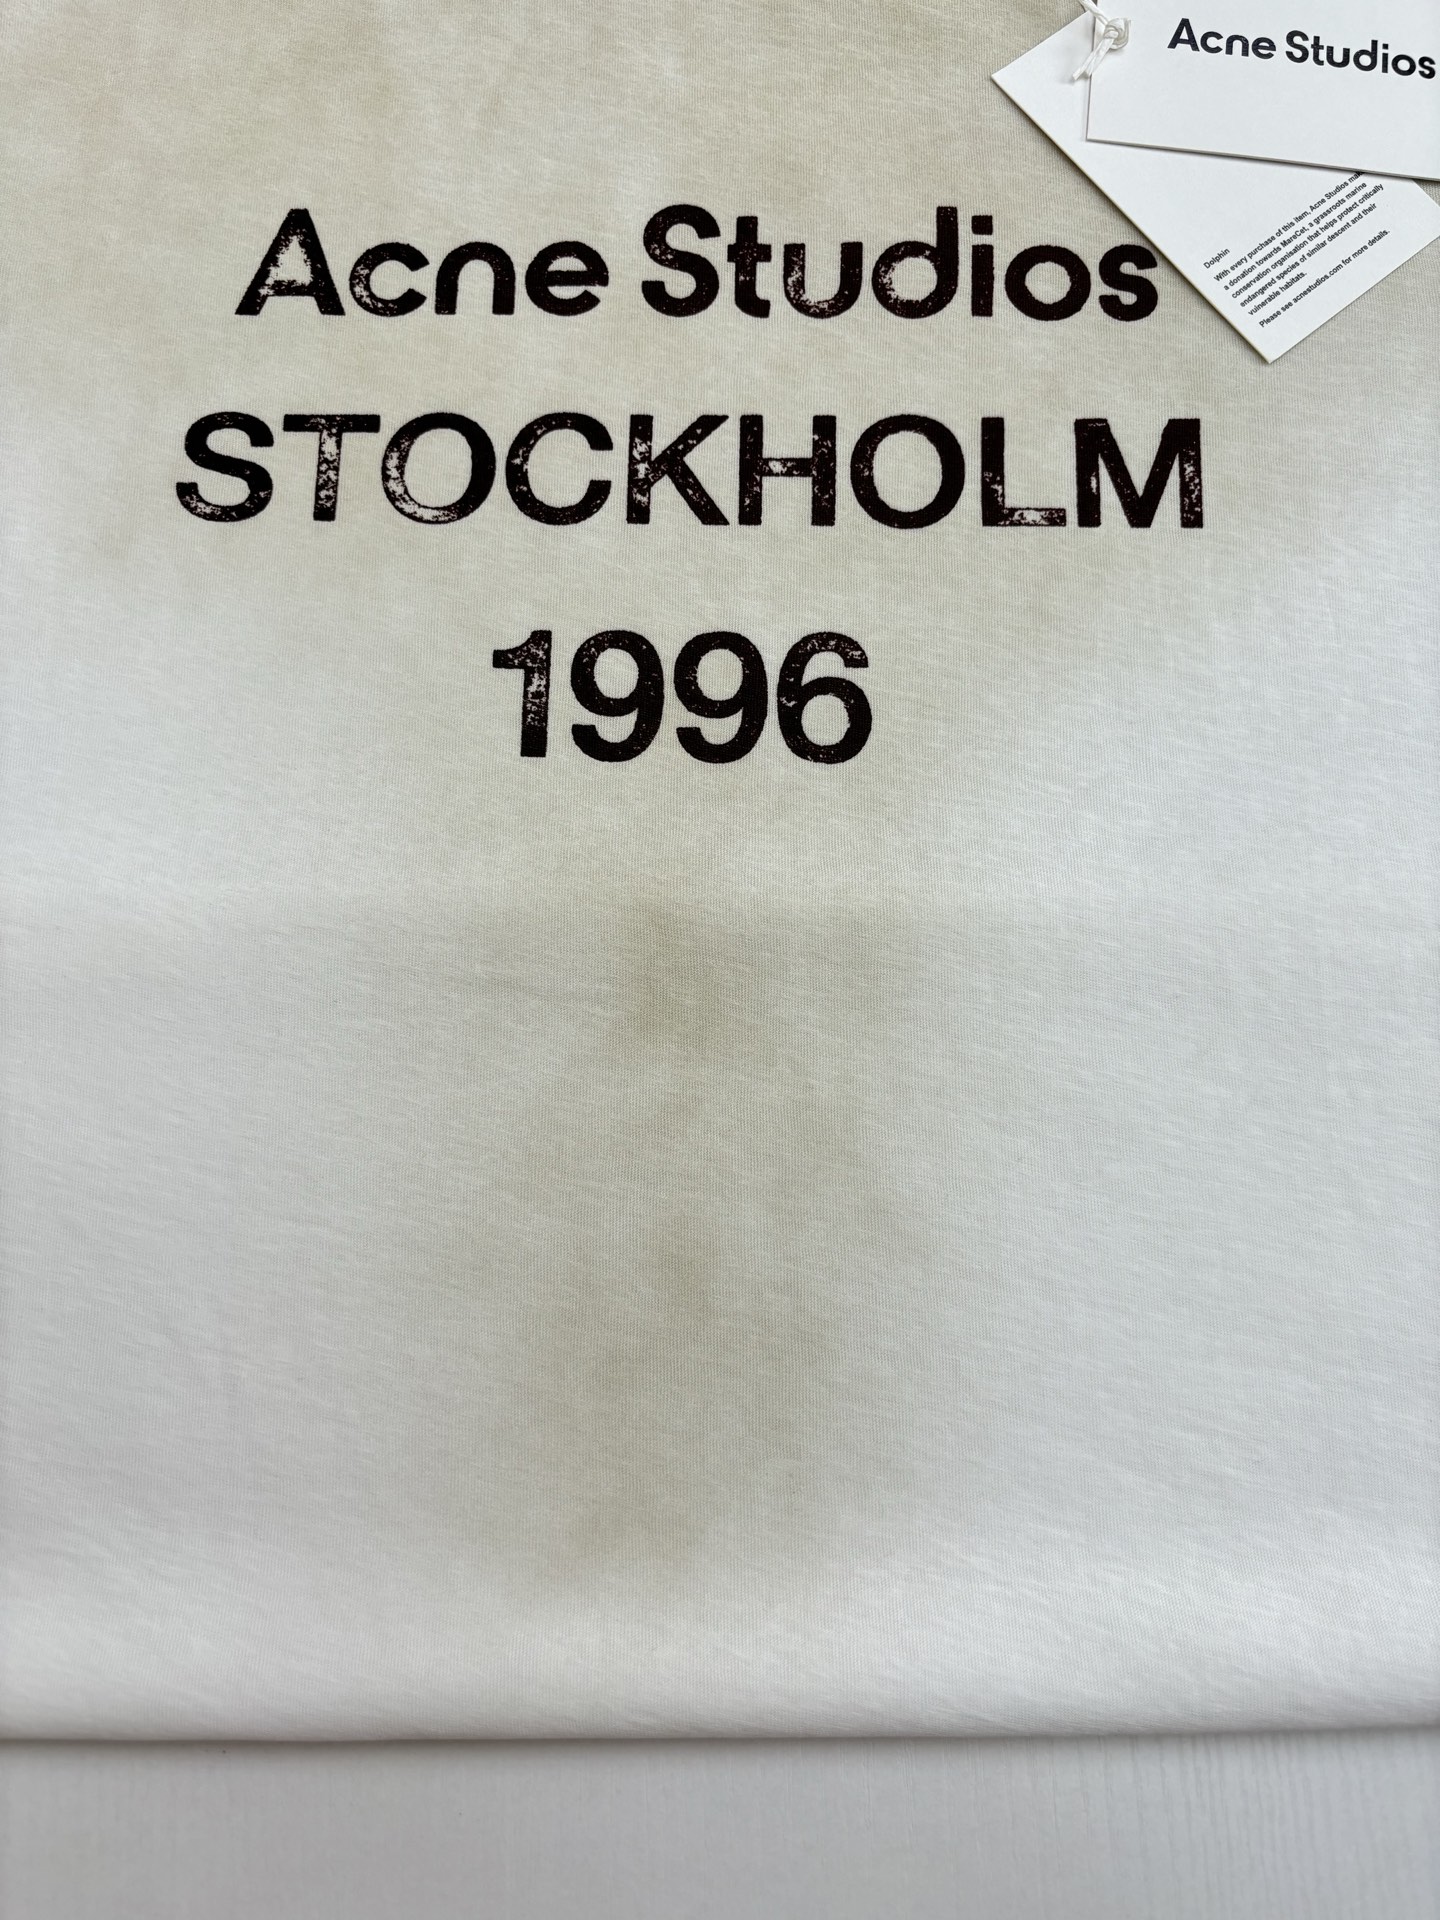 Acne Studios
Acne Studios
STOCKHOLM
1996
Dolphin
With every purchase of this item, Acne Studios
a donation towards MareCet, a grassroots marine
conservation organisation that helps protect critically
endangered species of similar descent and their
vulnerable habitats.
Please see acnestudios.com for more details.